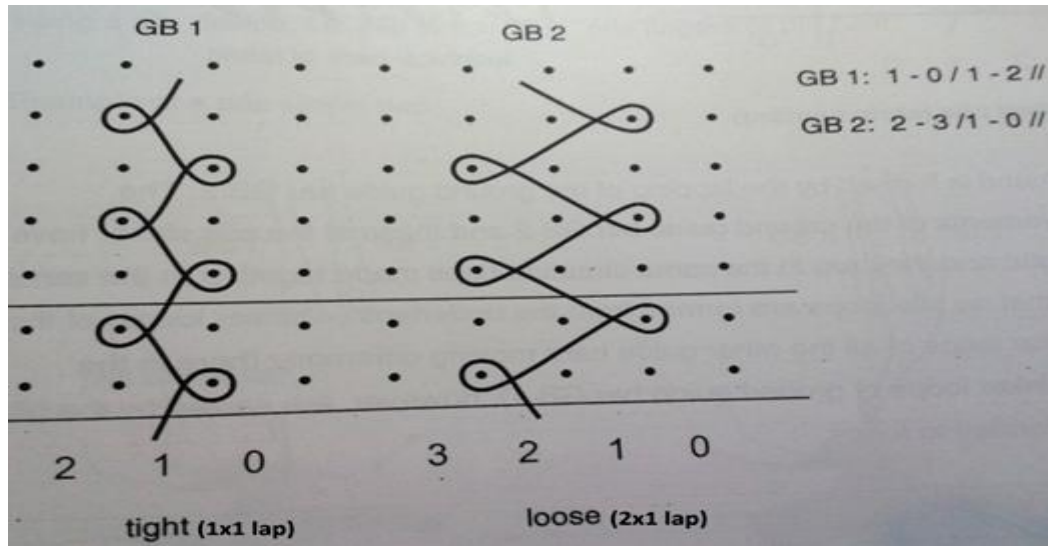 GB 1
GB 2
GB 1: 1 - 0 / 1 - 2 //
GB 2: 2 - 3 /1 - 0 //
2 1 0 3 2 1 0
tight (1x1 lap)
loose (2x1 lap)